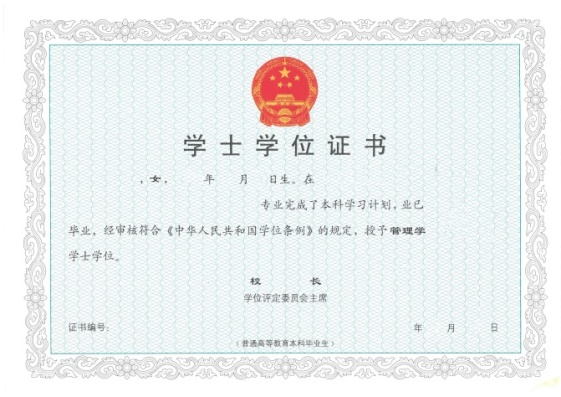 学士学位证书
，女，  年  月  日生。在
专业完成了本科学习计划，业已
毕业，经审核符合《中华人民共和国学位条例》的规定，授予管理学
学士学位。
校  长
学位评定委员会主席
证书编号：  年  月  日
（普通高等教育本科毕业生）